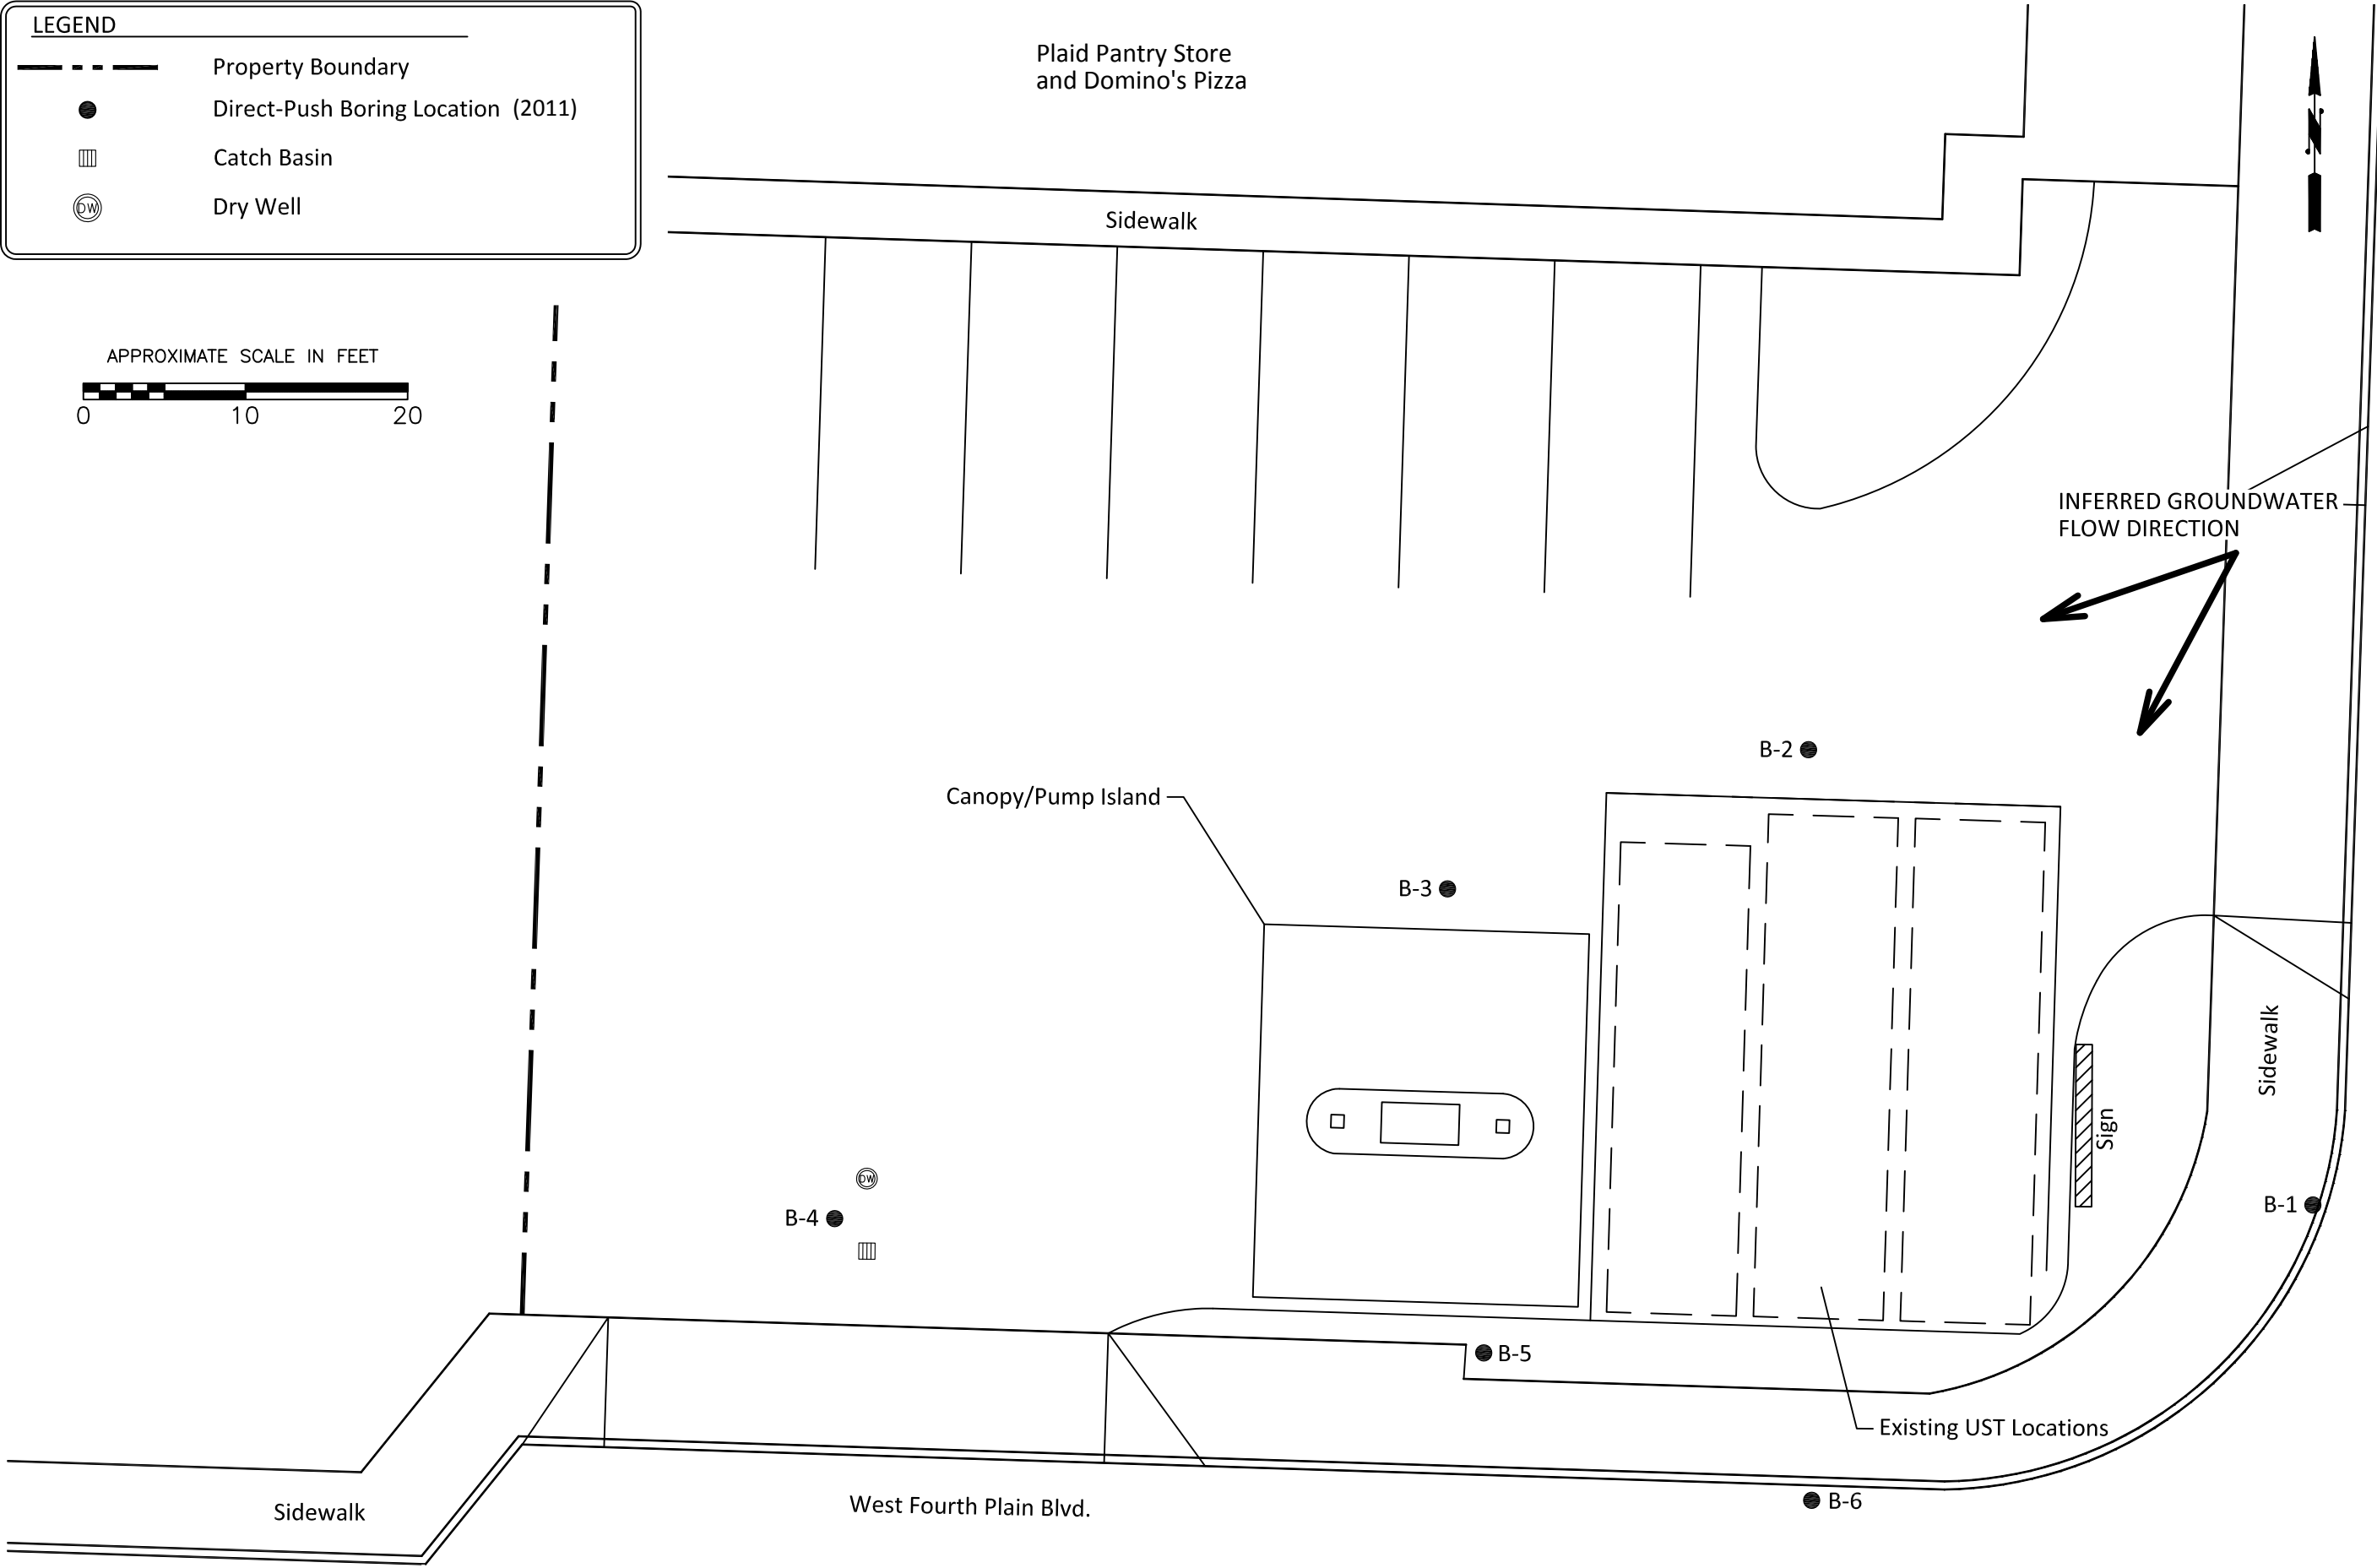 LEGEND
Property Boundary
Direct-Push Boring Location (2011)
Catch Basin
DW Dry Well
APPROXIMATE SCALE IN FEET
0 10 20
Plaid Pantry Store
and Domino's Pizza
N
Sidewalk
INFERRED GROUNDWATER
FLOW DIRECTION
B-2
Canopy/Pump Island
B-3
Sidewalk
Sign
DW
B-4
B-1
B-5
Existing UST Locations
B-6
West Fourth Plain Blvd.
Sidewalk